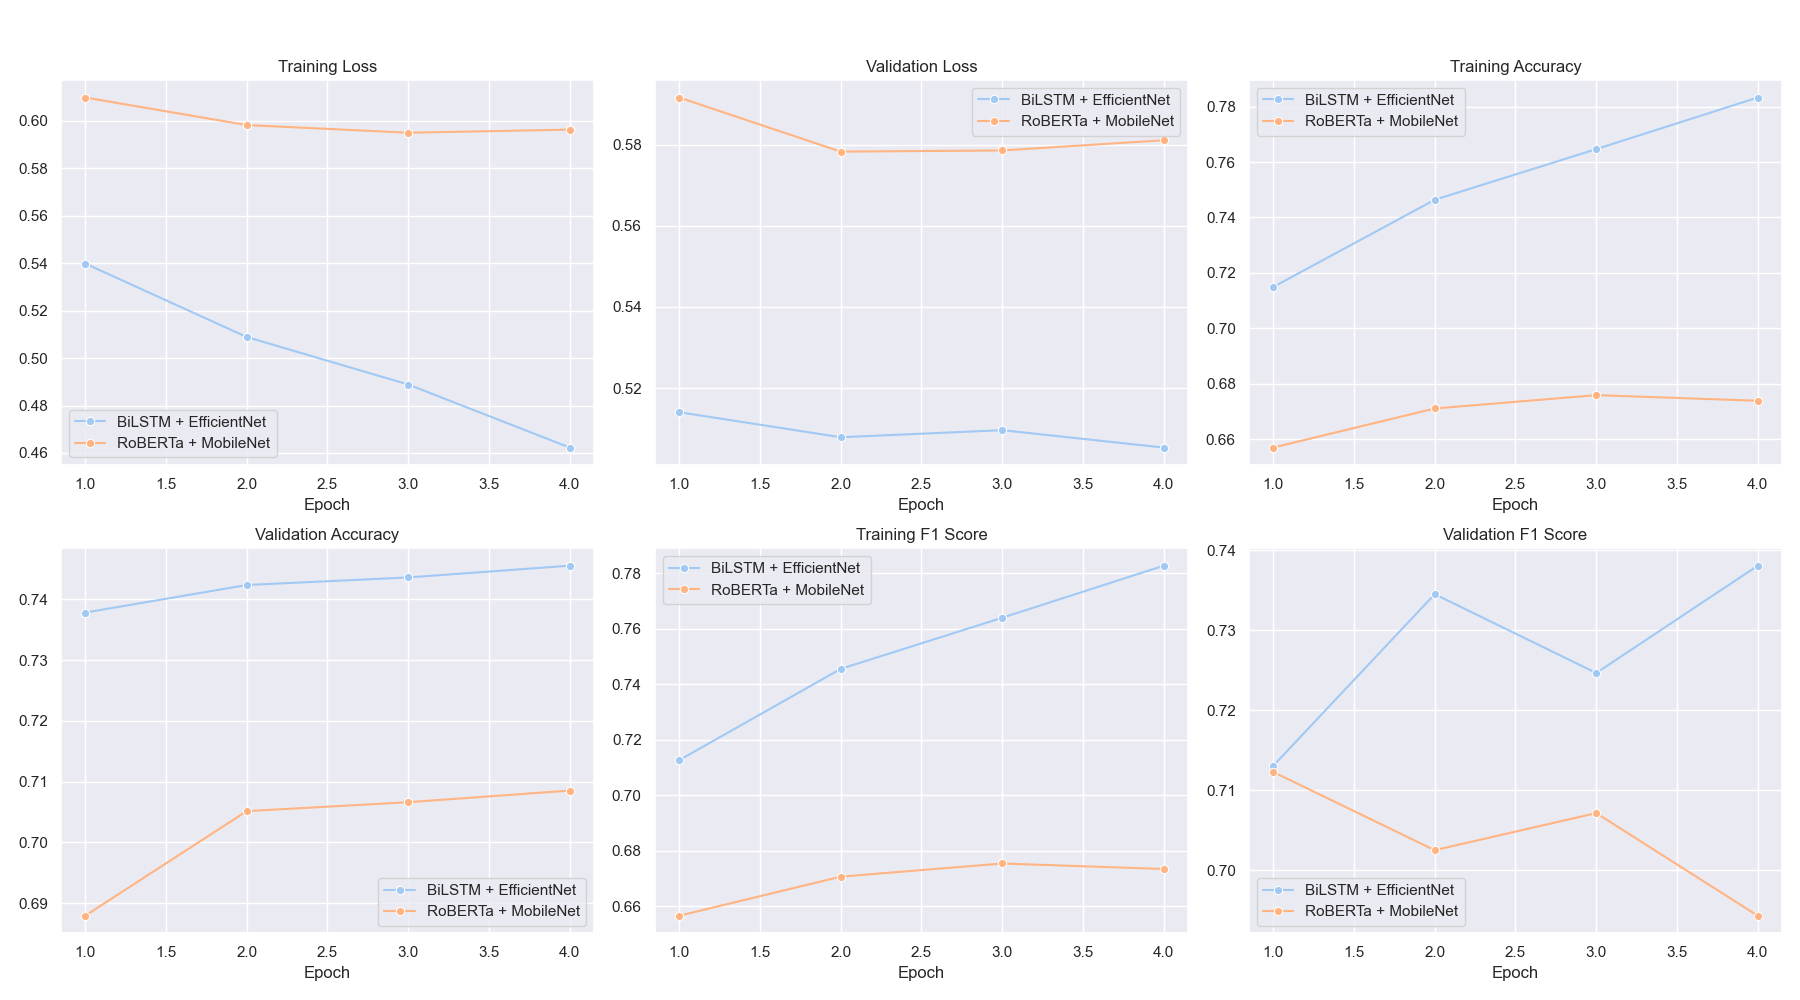 Training Loss
0.60
0.58
0.56
0.54
0.52
0.50
0.48
0.46
BiLSTM + EfficientNet
RoBERTa + MobileNet
1.0 1.5 2.0 2.5 3.0 3.5 4.0
Epoch
Validation Loss
0.58
0.56
0.54
0.52
BiLSTM + EfficientNet
RoBERTa + MobileNet
1.0 1.5 2.0 2.5 3.0 3.5 4.0
Epoch
Training Accuracy
0.78
0.76
0.74
0.72
0.70
0.68
0.66
BiLSTM + EfficientNet
RoBERTa + MobileNet
1.0 1.5 2.0 2.5 3.0 3.5 4.0
Epoch
Validation Accuracy
0.74
0.73
0.72
0.71
0.70
0.69
BiLSTM + EfficientNet
RoBERTa + MobileNet
1.0 1.5 2.0 2.5 3.0 3.5 4.0
Epoch
Training F1 Score
0.78
0.76
0.74
0.72
0.70
0.68
0.66
BiLSTM + EfficientNet
RoBERTa + MobileNet
1.0 1.5 2.0 2.5 3.0 3.5 4.0
Epoch
Validation F1 Score
0.74
0.73
0.72
0.71
0.70
BiLSTM + EfficientNet
RoBERTa + MobileNet
1.0 1.5 2.0 2.5 3.0 3.5 4.0
Epoch